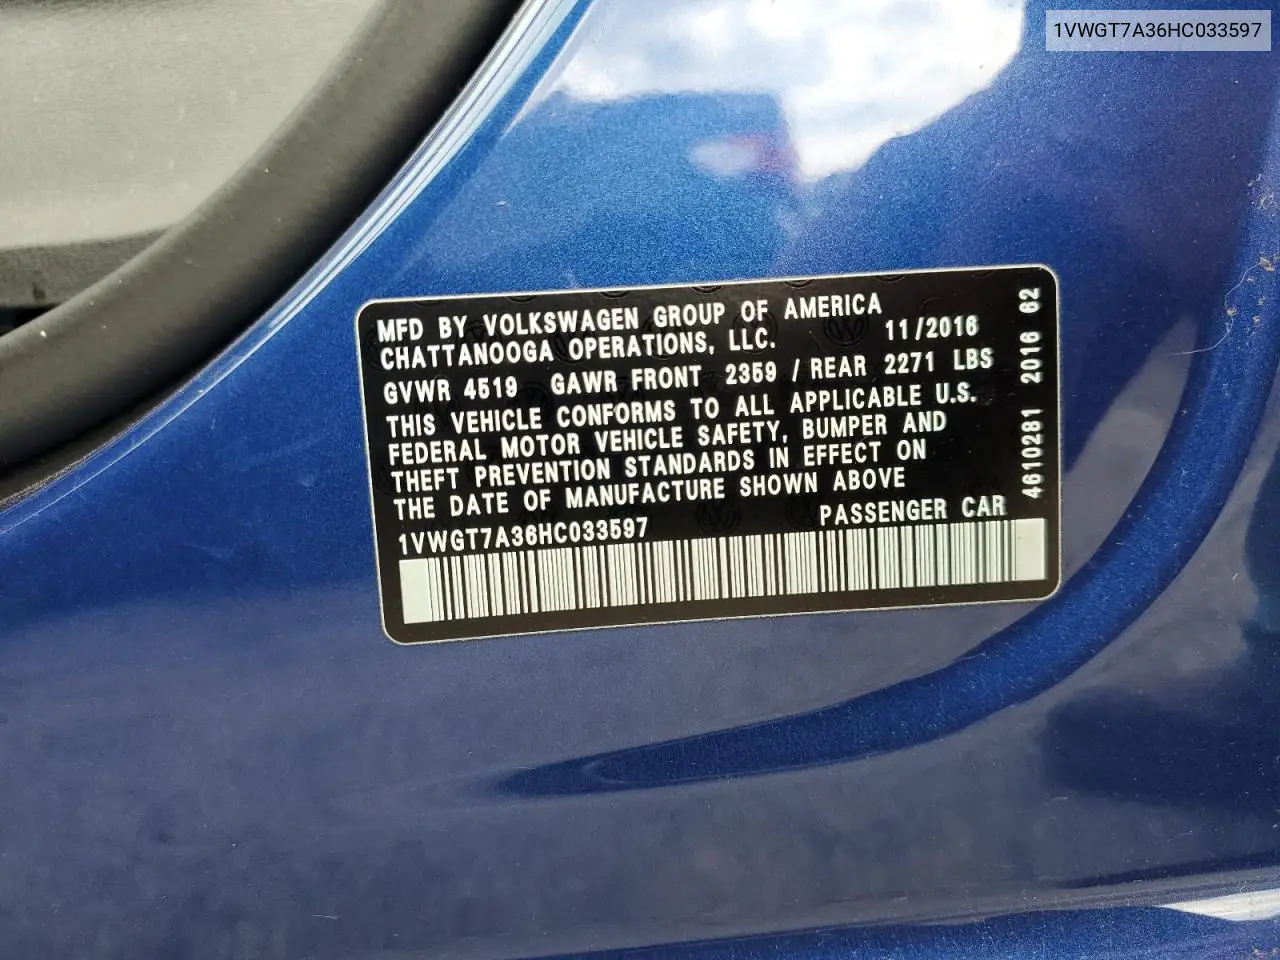 1VWGT7A36HC033597
MFD BY VOLKSWAGEN GROUP OF AMERICA
CHATTANOOGA OPERATIONS, LLC. 11/2016
GVWR 4519 GAWR FRONT 2359 / REAR 2271 LBS
THIS VEHICLE CONFORMS TO ALL APPLICABLE U.S.
FEDERAL MOTOR VEHICLE SAFETY, BUMPER AND
THEFT PREVENTION STANDARDS IN EFFECT ON
THE DATE OF MANUFACTURE SHOWN ABOVE
1VWGT7A36HC033597 PASSENGER CAR
4610281 2016 62